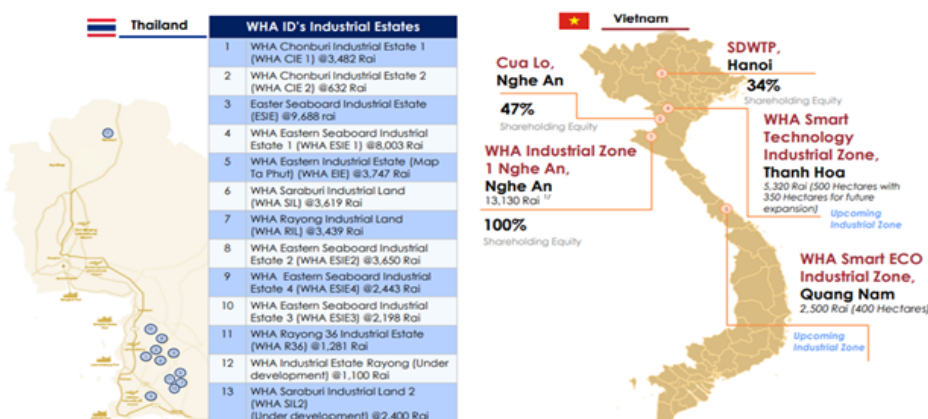 Thailand
WHA ID's Industrial Estates
1 WHA Chonburi Industrial Estate 1
(WHA CIE 1) @3,482 Rai
2 WHA Chonburi Industrial Estate 2
(WHA CIE 2) @632 Rai
3 Easter Seaboard Industrial Estate
(ESIE) @9,688 rai
4 WHA Eastern Seaboard Industrial
Estate 1 (WHA ESIE 1) @8,003 Rai
5 WHA Eastern Industrial Estate (Map
Ta Phut) (WHA EIE) @3,747 Rai
6 WHA Saraburi Industrial Land
(WHA SIL) @3,619 Rai
7 WHA Rayong Industrial Land
(WHA RIL) @3,439 Rai
8 WHA Eastern Seaboard Industrial
Estate 2 (WHA ESIE2) @3,650 Rai
9 WHA Eastern Seaboard Industrial
Estate 4 (WHA ESIE4) @2,443 Rai
10 WHA Eastern Seaboard Industrial
Estate 3 (WHA ESIE3) @2,198 Rai
11 WHA Rayong 36 Industrial Estate
(WHA R36) @1,281 Rai
12 WHA Industrial Estate Rayong (Under
development) @1,100 Rai
13 WHA Saraburi Industrial Land 2
(WHA SIL2)
(Under development) @2,400 Rai
Vietnam
Cua Lo,
Nghe An
47%
Shareholding Equity
WHA Industrial Zone
1 Nghe An,
Nghe An
13,130 Rai
100%
Shareholding Equity
SDWTP,
Hanoi
34%
Shareholding Equity
WHA Smart
Technology
Industrial Zone,
Thanh Hoa
5,320 Rai (500 Hectares with
350 Hectares for future
expansion)
Upcoming
Industrial Zone
WHA Smart ECO
Industrial Zone,
Quang Nam
2,500 Rai (400 Hectares)
Upcoming
Industrial Zone